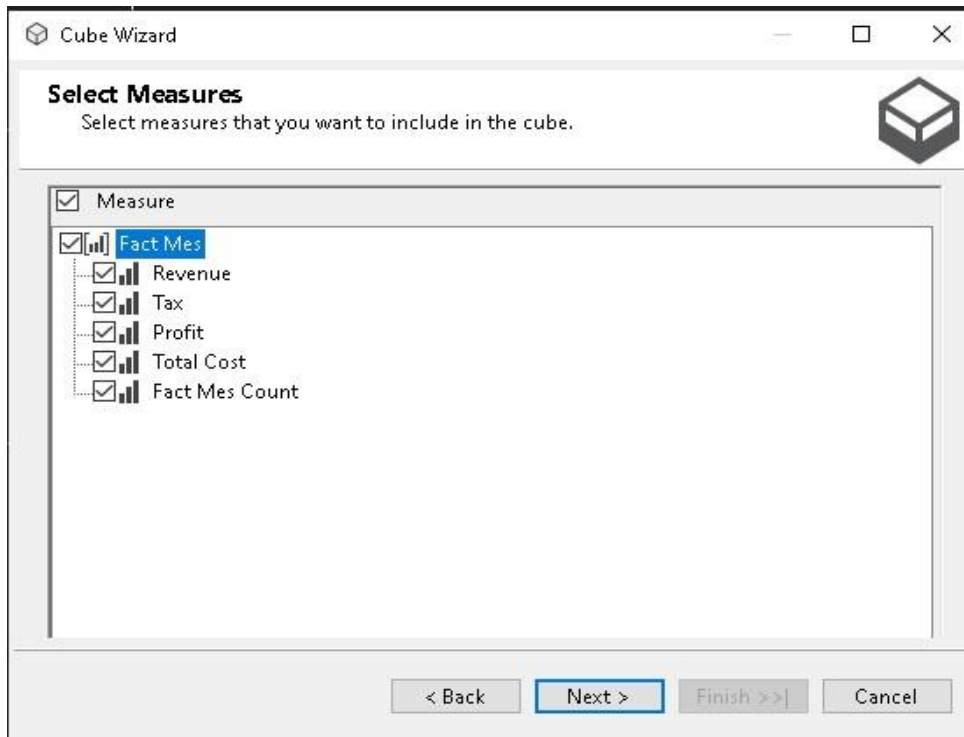 Cube Wizard
Select Measures
Select measures that you want to include in the cube.
Measure
Fact Mes
Revenue
Tax
Profit
Total Cost
Fact Mes Count
< Back Next > Finish >>| Cancel